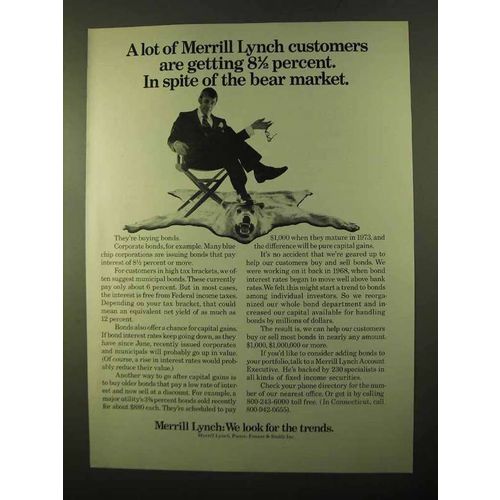 A lot of Merrill Lynch customers
are getting 8½ percent.
In spite of the bear market.
They're buying bonds.
Corporate bonds, for example. Many blue
chip corporations are issuing bonds that pay
interest of 8½ percent or more.
For customers in high tax brackets, we of-
ten suggest municipal bonds. These currently
pay only about 6 percent. But in most cases,
the interest is free from Federal income taxes.
Depending on your tax bracket, that could
mean an equivalent net yield of as much as
12 percent.
Bonds also offer a chance for capital gains.
If bond interest rates keep going down, as they
have since June, recently issued corporates
and municipals will probably go up in value.
(Of course, a rise in interest rates would prob-
ably reduce their value.)
Another way to go after capital gains is
to buy older bonds that pay a low rate of inter-
est and now sell at a discount. For example, a
major utility's 3⅜ percent bonds sold recently
for about $880 each. They're scheduled to pay
$1,000 when they mature in 1973, and
the difference will be pure capital gains.
It's no accident that we're geared up to
help our customers buy and sell bonds. We
were working on it back in 1968, when bond
interest rates began to move well above bank
rates. We felt this might start a trend to bonds
among individual investors. So we reorga-
nized our whole bond department and in-
creased our capital available for handling
bonds by millions of dollars.
The result is, we can help our customers
buy or sell most bonds in nearly any amount.
$1,000, $1,000,000 or more.
If you'd like to consider adding bonds to
your portfolio, talk to a Merrill Lynch Account
Executive. He's backed by 230 specialists in
all kinds of fixed income securities.
Check your phone directory for the num-
ber of our nearest office. Or get it by calling
800-243-6000 toll free. (In Connecticut, call
800-942-0655).
Merrill Lynch: We look for the trends.
Merrill Lynch, Pierce, Fenner & Smith Inc